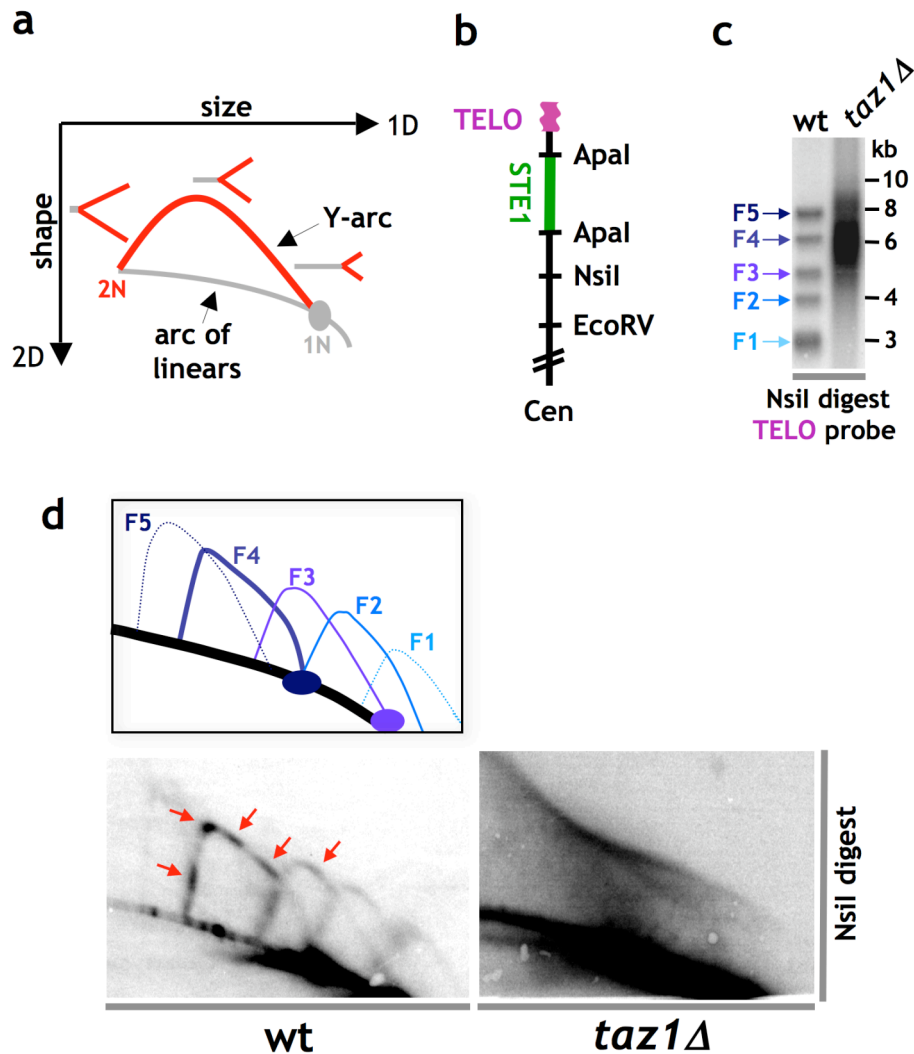 a
size
1D
shape
Y-arc
2N
arc of
linears
1N
2D
b
TELO
ApaI
STE1
ApaI
NsiI
EcoRV
Cen
c
wt
taz1Δ
kb
10
F5
8
F4
6
F3
F2
4
F1
3
NsiI digest
TELO probe
d
F5
F4
F3
F2
F1
NsiI digest
wt
taz1Δ